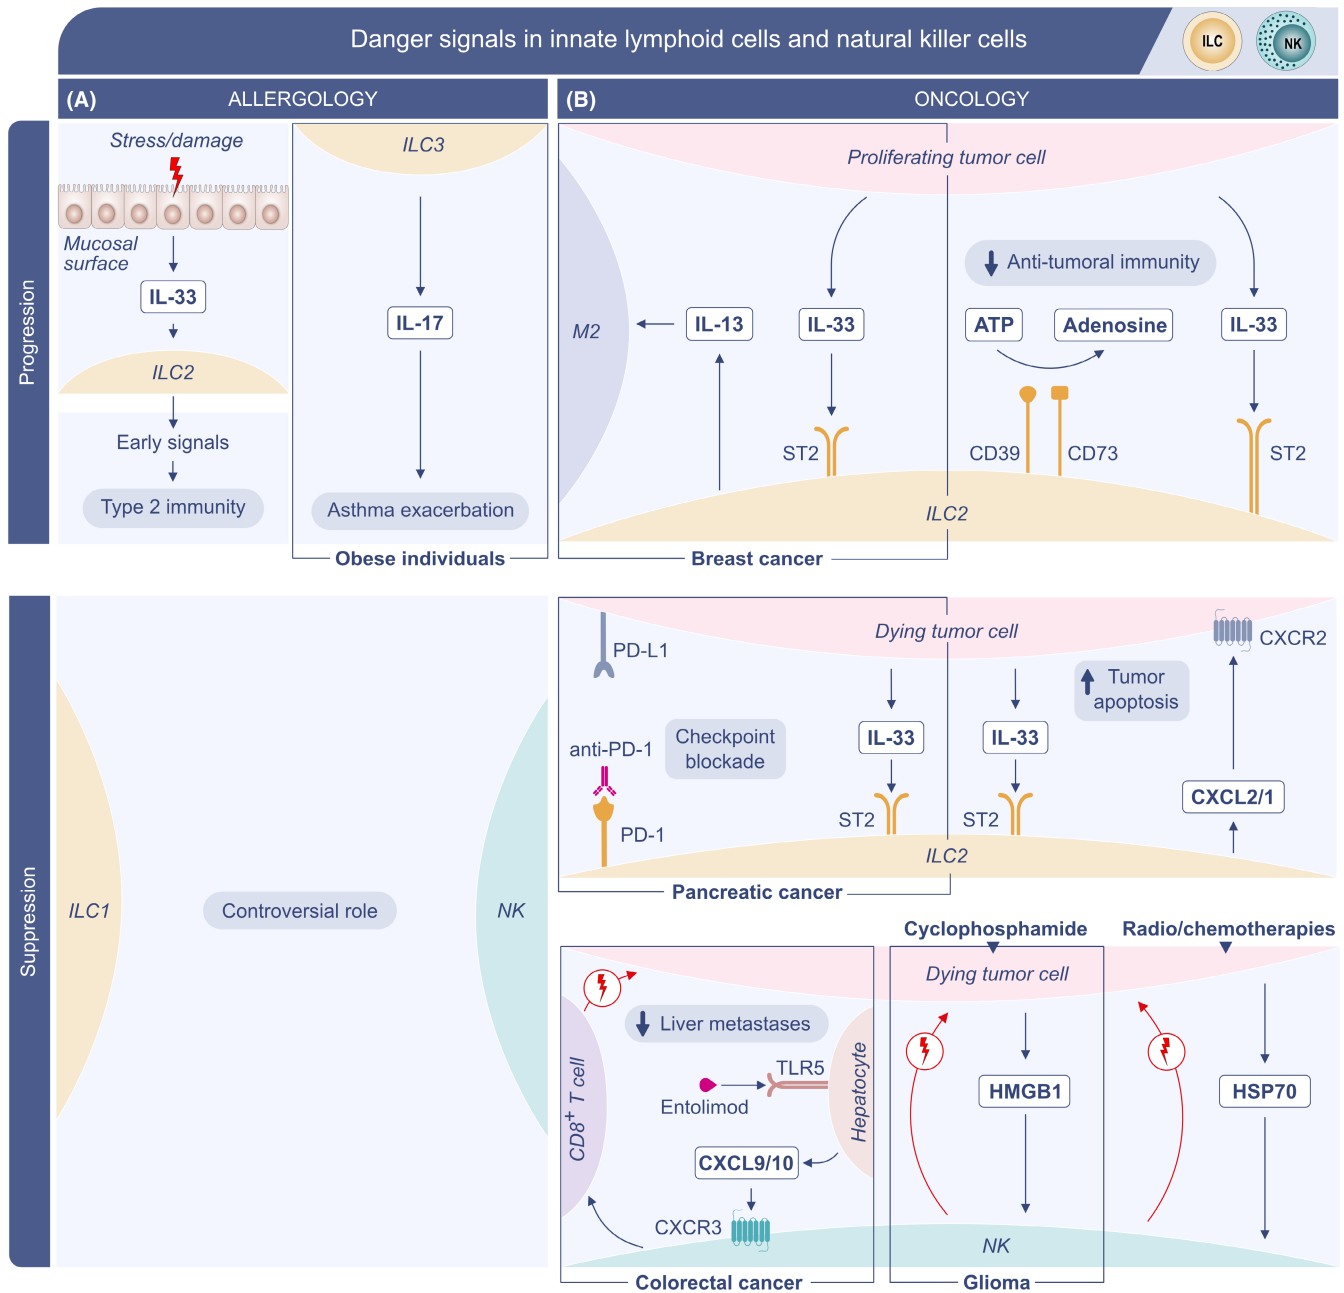 Danger signals in innate lymphoid cells and natural killer cells
ILC
NK
(A)
ALLERGOLOGY
(B)
ONCOLOGY
Progression
Stress/damage
Mucosal
surface
IL-33
ILC2
Early signals
Type 2 immunity
ILC3
IL-17
Asthma exacerbation
Obese individuals
Proliferating tumor cell
M2
IL-13
IL-33
ST2
Anti-tumoral immunity
ATP
Adenosine
IL-33
CD39
CD73
ST2
ILC2
Breast cancer
Suppression
ILC1
Controversial role
NK
Dying tumor cell
PD-L1
anti-PD-1
PD-1
Checkpoint
blockade
IL-33
IL-33
ST2
ST2
Tumor
apoptosis
CXCR2
CXCL2/1
ILC2
Pancreatic cancer
Cyclophosphamide
Radio/chemotherapies
Dying tumor cell
Liver metastases
CD8+ T cell
TLR5
Entolimod
Hepatocyte
CXCL9/10
CXCR3
HMGB1
HSP70
NK
Colorectal cancer
Glioma